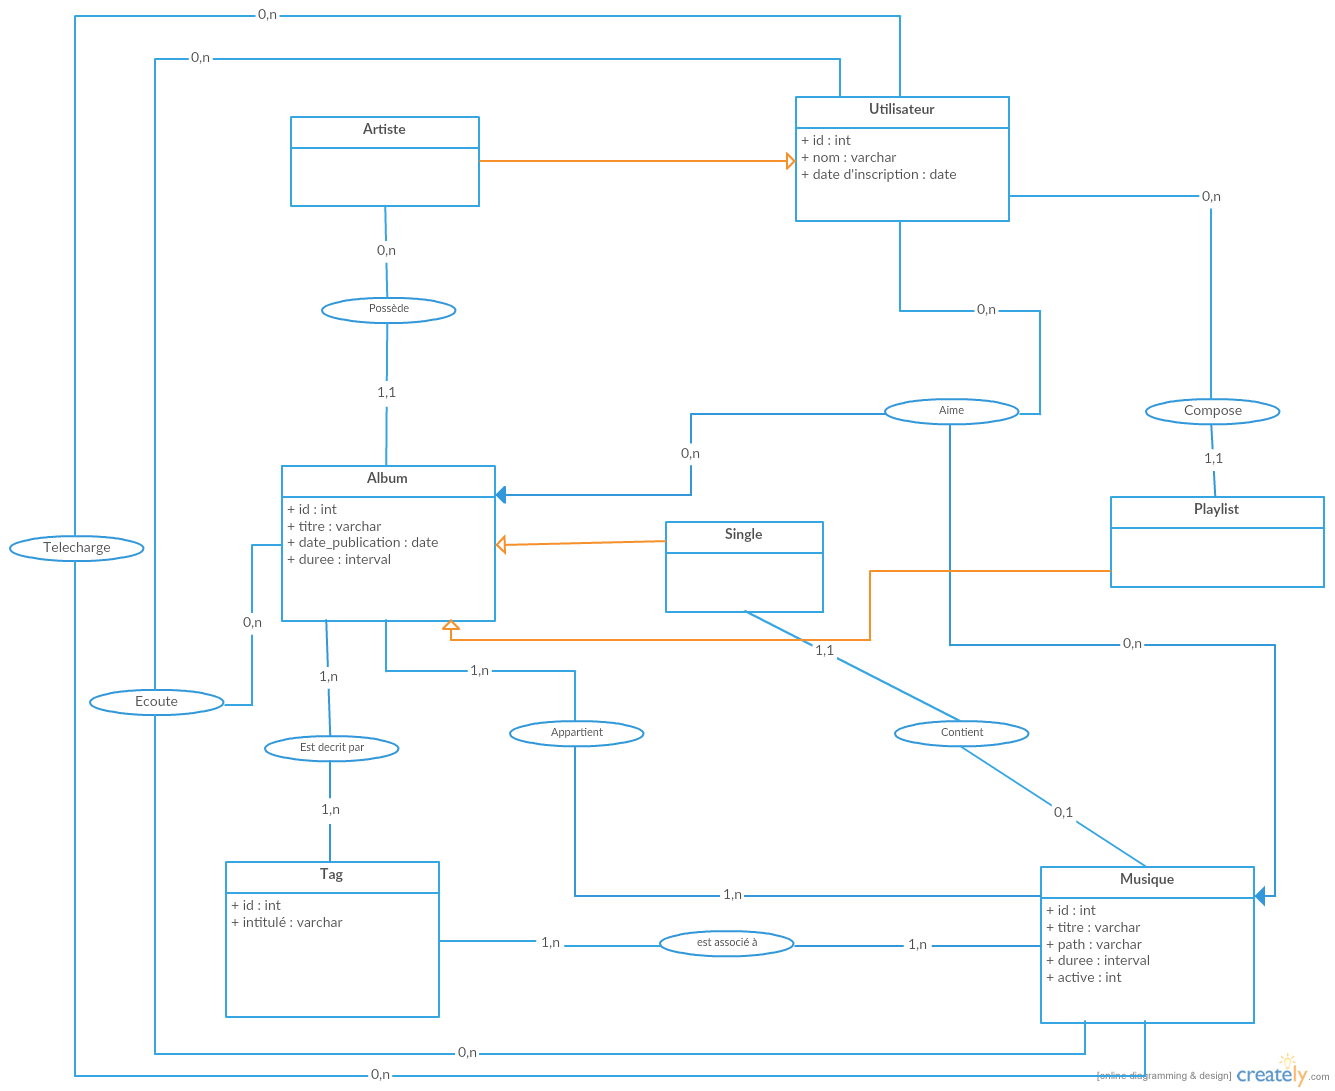 0,n
0,n
Utilisateur
+ id : int
+ nom : varchar
+ date d'inscription : date
Artiste
0,n
0,n
Possède
0,n
1,1
Aime
Compose
0,n
1,1
Album
+ id : int
+ titre : varchar
+ date_publication : date
+ duree : interval
Playlist
Single
Telecharge
0,n
1,n
1,n
1,1
0,n
Ecoute
Est decrit par
Appartient
Contient
1,n
0,1
Tag
+ id : int
+ intitulé : varchar
1,n
Musique
+ id : int
+ titre : varchar
+ path : varchar
+ duree : interval
+ active : int
1,n
est associé à
1,n
0,n
0,n
[online diagramming & design] creately.com